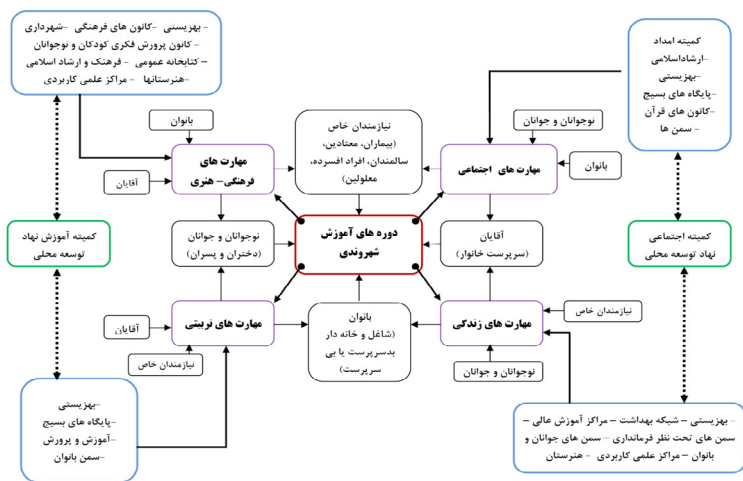 - بهزیستی –کانون های فرهنگی –شهرداری
- کانون پرورش فکری کودکان و نوجوانان
– کتابخانه عمومی – فرهنگ و ارشاد اسلامی
–هنرستانها – مراکز علمی کاربردی
کمیته امداد
–ارشاداسلامی
–بهزیستی
–پایگاه های بسیج
–کانون های قرآن
– سمن ها
بانوان
مهارت های
فرهنگی– هنری
آقایان
نیازمندان خاص
(بیماران، معتادین،
سالمندان، افراد افسرده،
معلولین)
نوجوانان و جوانان
مهارت های اجتماعی
بانوان
کمیته آموزش نهاد
توسعه محلی
نوجوانان و جوانان
(دختران و پسران)
دوره های آموزش
شهروندی
آقایان
(سرپرست خانوار)
کمیته اجتماعی
نهاد توسعه محلی
مهارت های تربیتی
آقایان
نیازمندان خاص
بانوان
(شاغل و خانه دار
بدسرپرست یا بی
سرپرست)
مهارت های زندگی
نیازمندان خاص
نوجوانان و جوانان
–بهزیستی
–پایگاه های بسیج
–آموزش و پرورش
–سمن بانوان
- بهزیستی – شبکه بهداشت – مراکز آموزش عالی –
سمن های تحت نظر فرمانداری – سمن های جوانان و
بانوان – مراکز علمی کاربردی - هنرستان